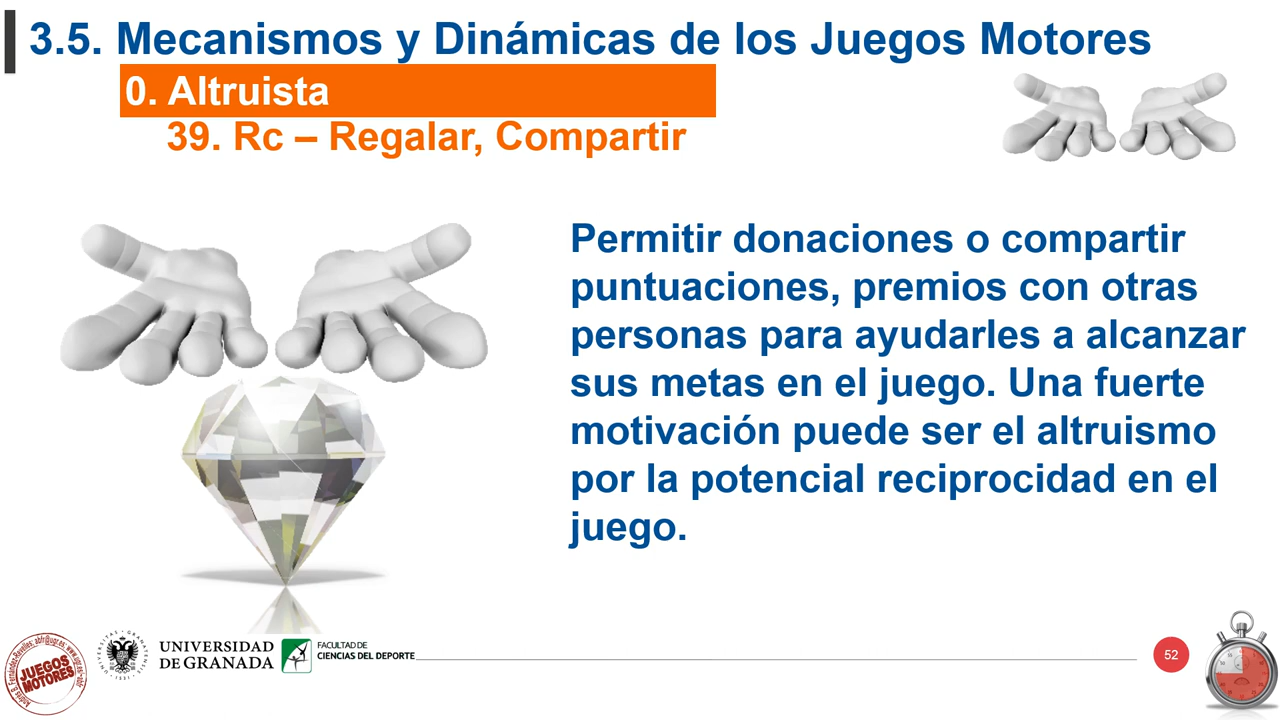 3.5. Mecanismos y Dinámicas de los Juegos Motores
0. Altruista
39. Rc – Regalar, Compartir
Permitir donaciones o compartir
puntuaciones, premios con otras
personas para ayudarles a alcanzar
sus metas en el juego. Una fuerte
motivación puede ser el altruismo
por la potencial reciprocidad en el
juego.
JUEGOS
MOTORES
UNIVERSIDAD
DE GRANADA
FACULTAD DE
CIENCIAS DEL DEPORTE
52